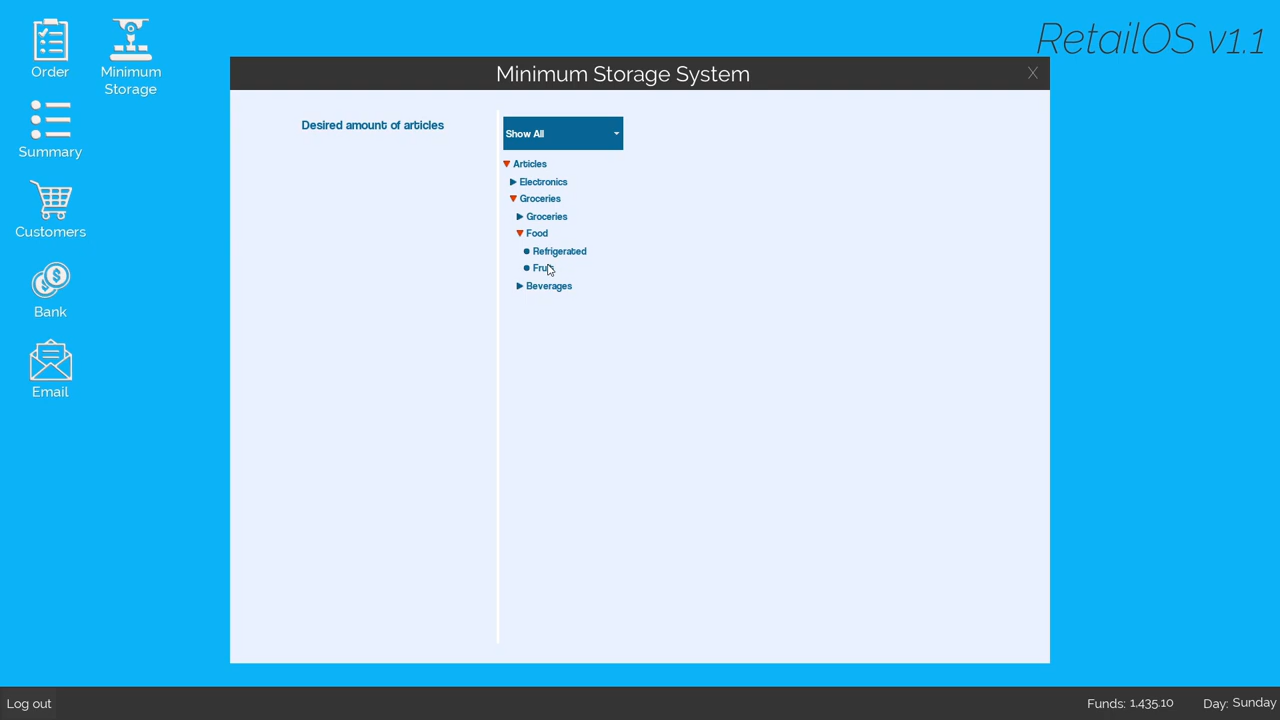 RetailOS v1.1
Order
Minimum
Storage
Summary
Customers
Bank
Email
Minimum Storage System
X
Desired amount of articles
Show All
Articles
Electronics
Groceries
Groceries
Food
Refrigerated
Beverages
Log out
Funds: 1,435.10
Day: Sunday